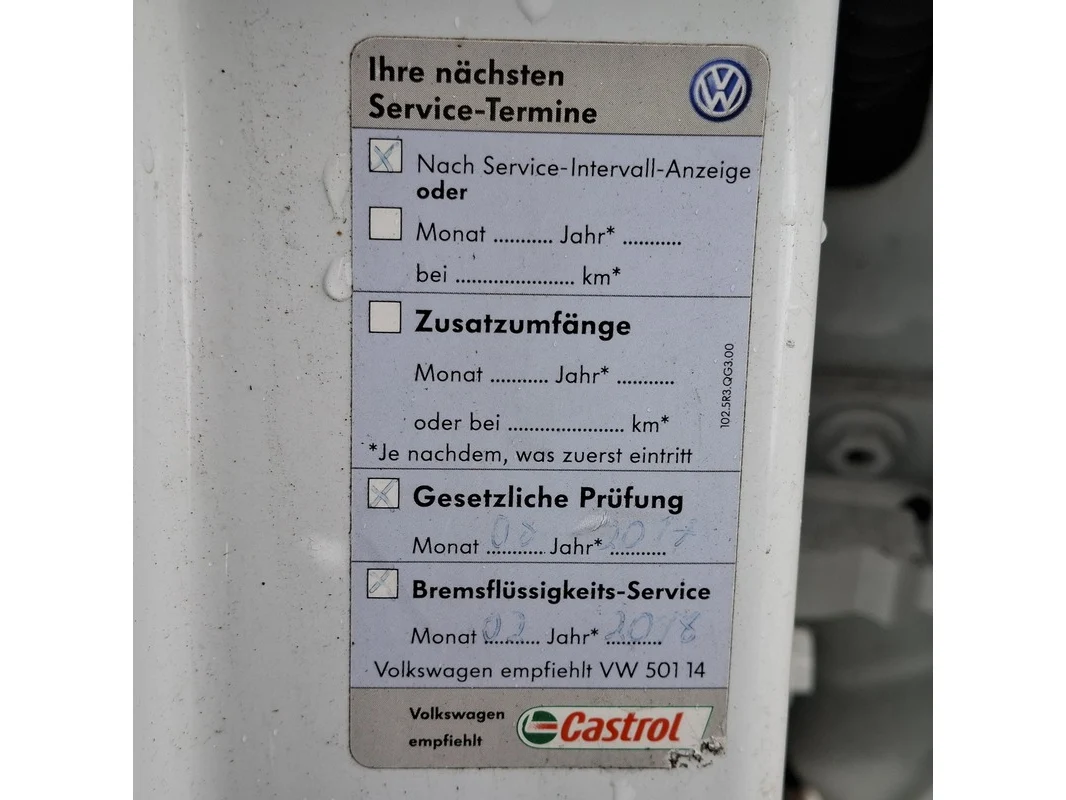 Ihre nächsten
Service-Termine
VW
X Nach Service-Intervall-Anzeige
oder
Monat ........... Jahr* ...........
bei ...................... km*
Zusatzumfänge
Monat ........... Jahr* ...........
oder bei ...................... km*
*Je nachdem, was zuerst eintritt
102.5R3.QG3.00
X Gesetzliche Prüfung
Monat ........... Jahr* 2017
X Bremsflüssigkeits-Service
Monat ........... Jahr* 2018
Volkswagen empfiehlt VW 501 14
Volkswagen
empfiehlt
Castrol